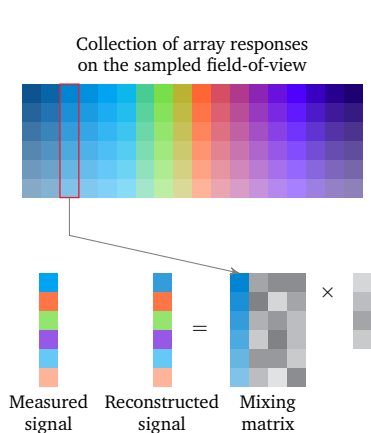 Collection of array responses
on the sampled field-of-view
=
×
Measured
signal
Reconstructed
signal
Mixing
matrix